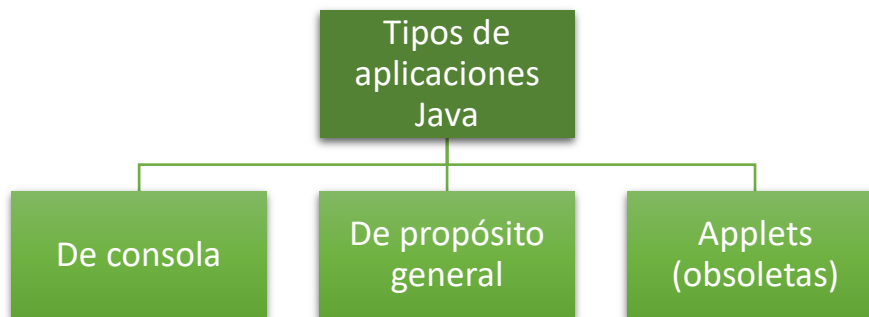 Tipos de
aplicaciones
Java
De consola
De propósito
general
Applets
(obsoletas)